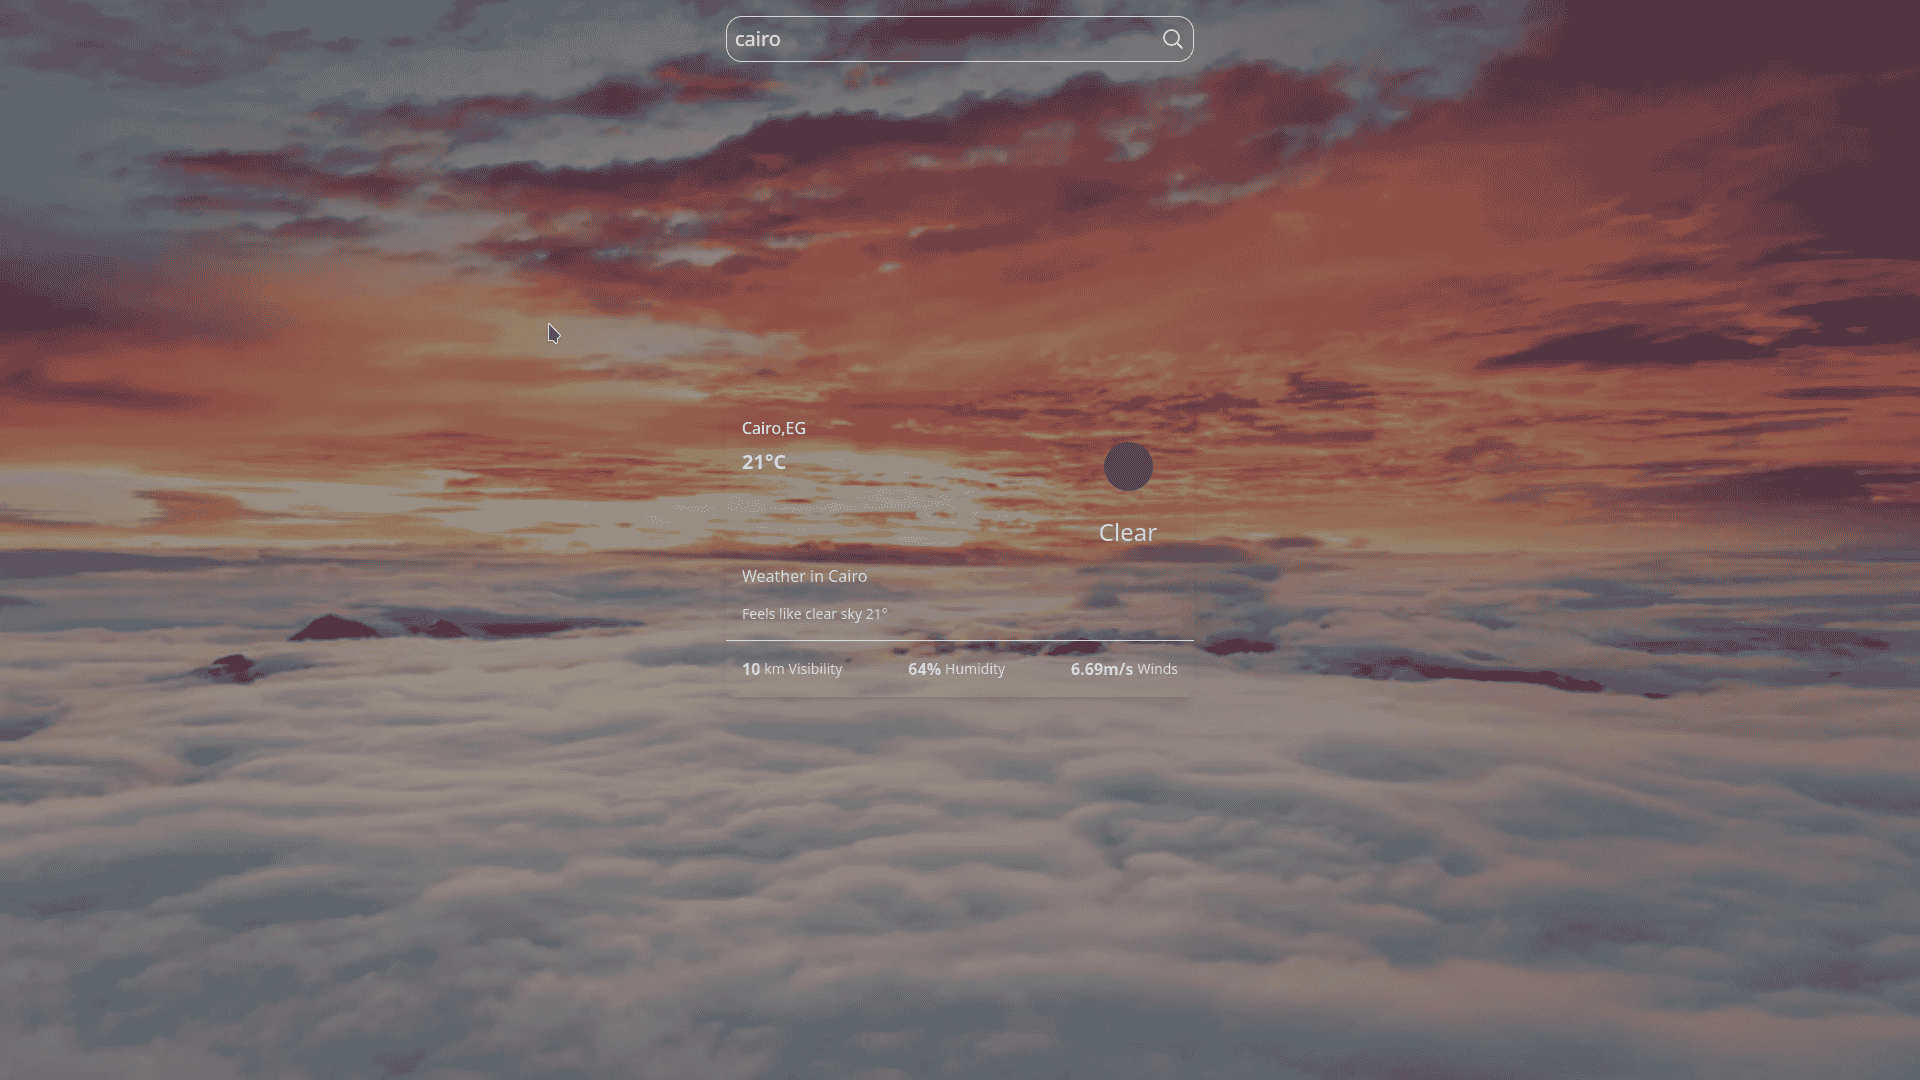 cairo
Cairo,EG
21°C
Clear
Weather in Cairo
Feels like clear sky 21°
10 km Visibility 64% Humidity 6.69m/s Winds